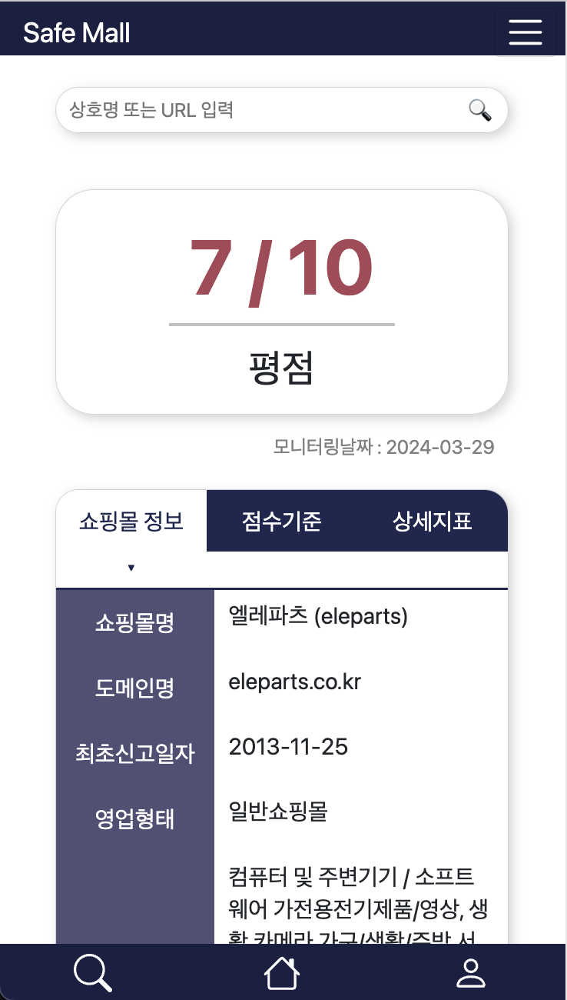 Safe Mall
상호명 또는 URL 입력
7 / 10
평점
모니터링날짜 : 2024-03-29
쇼핑몰 정보
점수기준
상세지표
▼
쇼핑몰명
엘레파츠 (eleparts)
도메인명
eleparts.co.kr
최초신고일자
2013-11-25
영업형태
일반쇼핑몰
컴퓨터 및 주변기기 / 소프트
웨어 가전용전기제품/영상, 생
활 카메라 가구/생활/주방 서